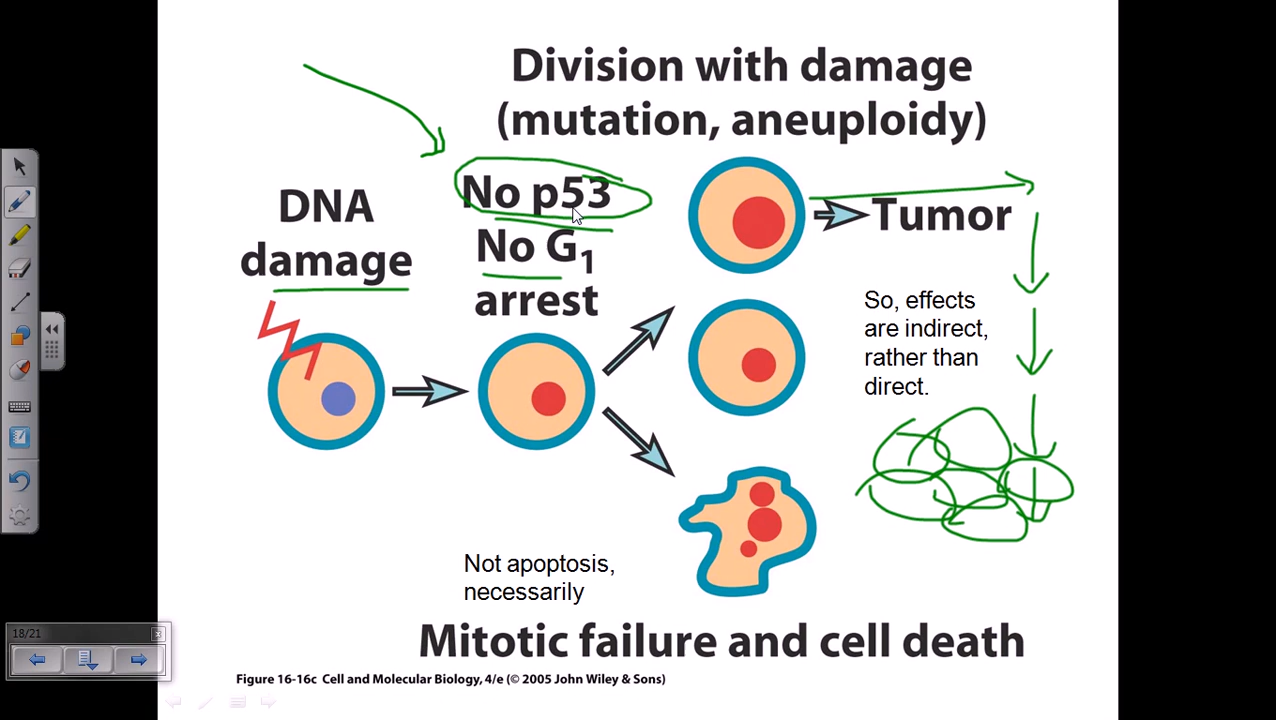 Division with damage
(mutation, aneuploidy)
No p53
No G1
arrest
DNA
damage
Tumor
So, effects
are indirect,
rather than
direct.
Not apoptosis,
necessarily
Mitotic failure and cell death
18/21
Figure 16-16c Cell and Molecular Biology, 4/e (© 2005 John Wiley & Sons)